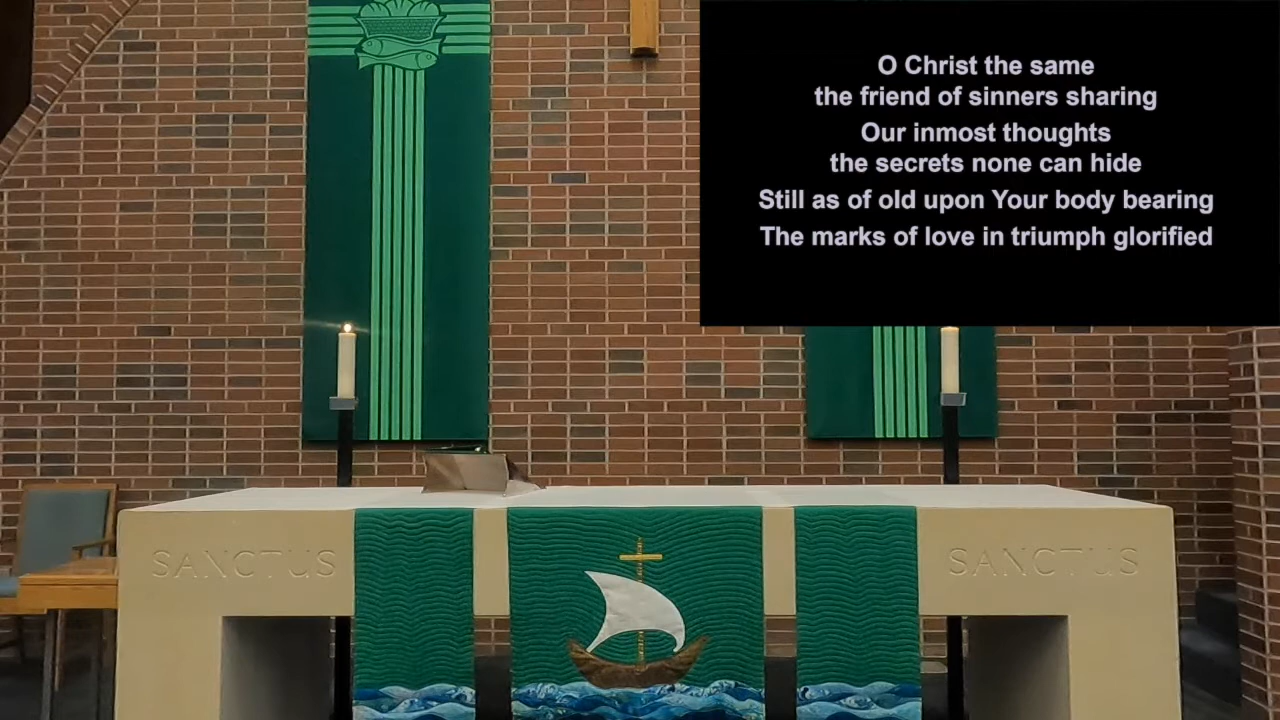 O Christ the same
the friend of sinners sharing
Our inmost thoughts
the secrets none can hide
Still as of old upon Your body bearing
The marks of love in triumph glorified
SANCTUS
SANCTUS